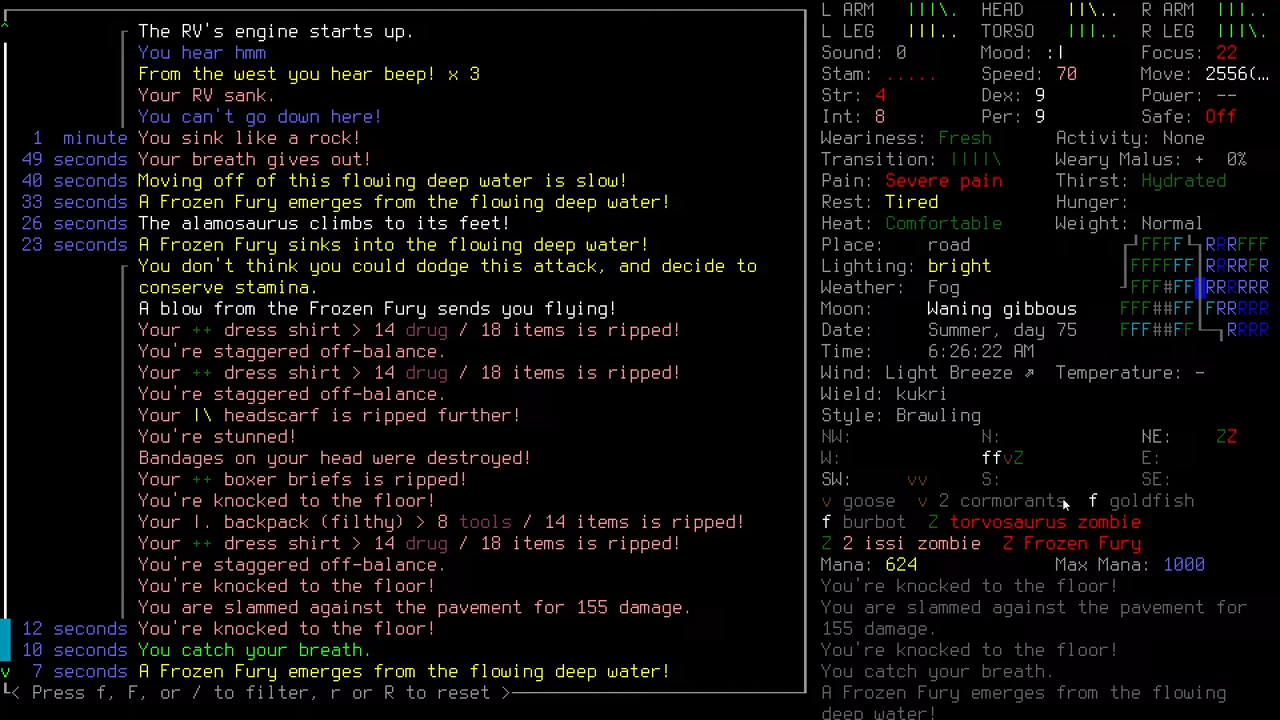 The RV's engine starts up.
You hear hmm
From the west you hear beep! x 3
Your RV sank.
You can't go down here!
1 minute You sink like a rock!
49 seconds Your breath gives out!
40 seconds Moving off of this flowing deep water is slow!
33 seconds A Frozen Fury emerges from the flowing deep water!
26 seconds The alamosaurus climbs to its feet!
23 seconds A Frozen Fury sinks into the flowing deep water!
You don't think you could dodge this attack, and decide to
conserve stamina.
A blow from the Frozen Fury sends you flying!
Your ++ dress shirt > 14 drug / 18 items is ripped!
You're staggered off-balance.
Your ++ dress shirt > 14 drug / 18 items is ripped!
You're staggered off-balance.
Your |\ headscarf is ripped further!
You're stunned!
Bandages on your head were destroyed!
Your ++ boxer briefs is ripped!
You're knocked to the floor!
Your |. backpack (filthy) > 8 tools / 14 items is ripped!
Your ++ dress shirt > 14 drug / 18 items is ripped!
You're staggered off-balance.
You're knocked to the floor!
You are slammed against the pavement for 155 damage.
12 seconds You're knocked to the floor!
10 seconds You catch your breath.
7 seconds A Frozen Fury emerges from the flowing deep water!
< Press f, F, or / to filter, r or R to reset >
L ARM |||\. HEAD ||\.. R ARM |||..
L LEG |||.. TORSO |||.. R LEG |||\.
Sound: 0 Mood: :| Focus: 22
Stam: ..... Speed: 70 Move: 2556(…
Str: 4 Dex: 9 Power: --
Int: 8 Per: 9 Safe: Off
Weariness: Fresh Activity: None
Transition: ||||\ Weary Malus: + 0%
Pain: Severe pain Thirst: Hydrated
Rest: Tired Hunger:
Heat: Comfortable Weight: Normal
Place: road FFFF RRRFFF
Lighting: bright FFFFFF RRRRFR
Weather: Fog FFF#FF RRRRRR
Moon: Waning gibbous FFF##FF FRRRRR
Date: Summer, day 75 FFF##FF RRRR
Time: 6:26:22 AM
Wind: Light Breeze ↗ Temperature: -
Wield: kukri
Style: Brawling
NW: N: NE: ZZ
W: ffvZ E:
SW: vv S: SE:
v goose v 2 cormorants f goldfish
f burbot Z torvosaurus zombie
Z 2 issi zombie Z Frozen Fury
Mana: 624 Max Mana: 1000
You're knocked to the floor!
You are slammed against the pavement for
155 damage.
You're knocked to the floor!
You catch your breath.
A Frozen Fury emerges from the flowing
deep water!